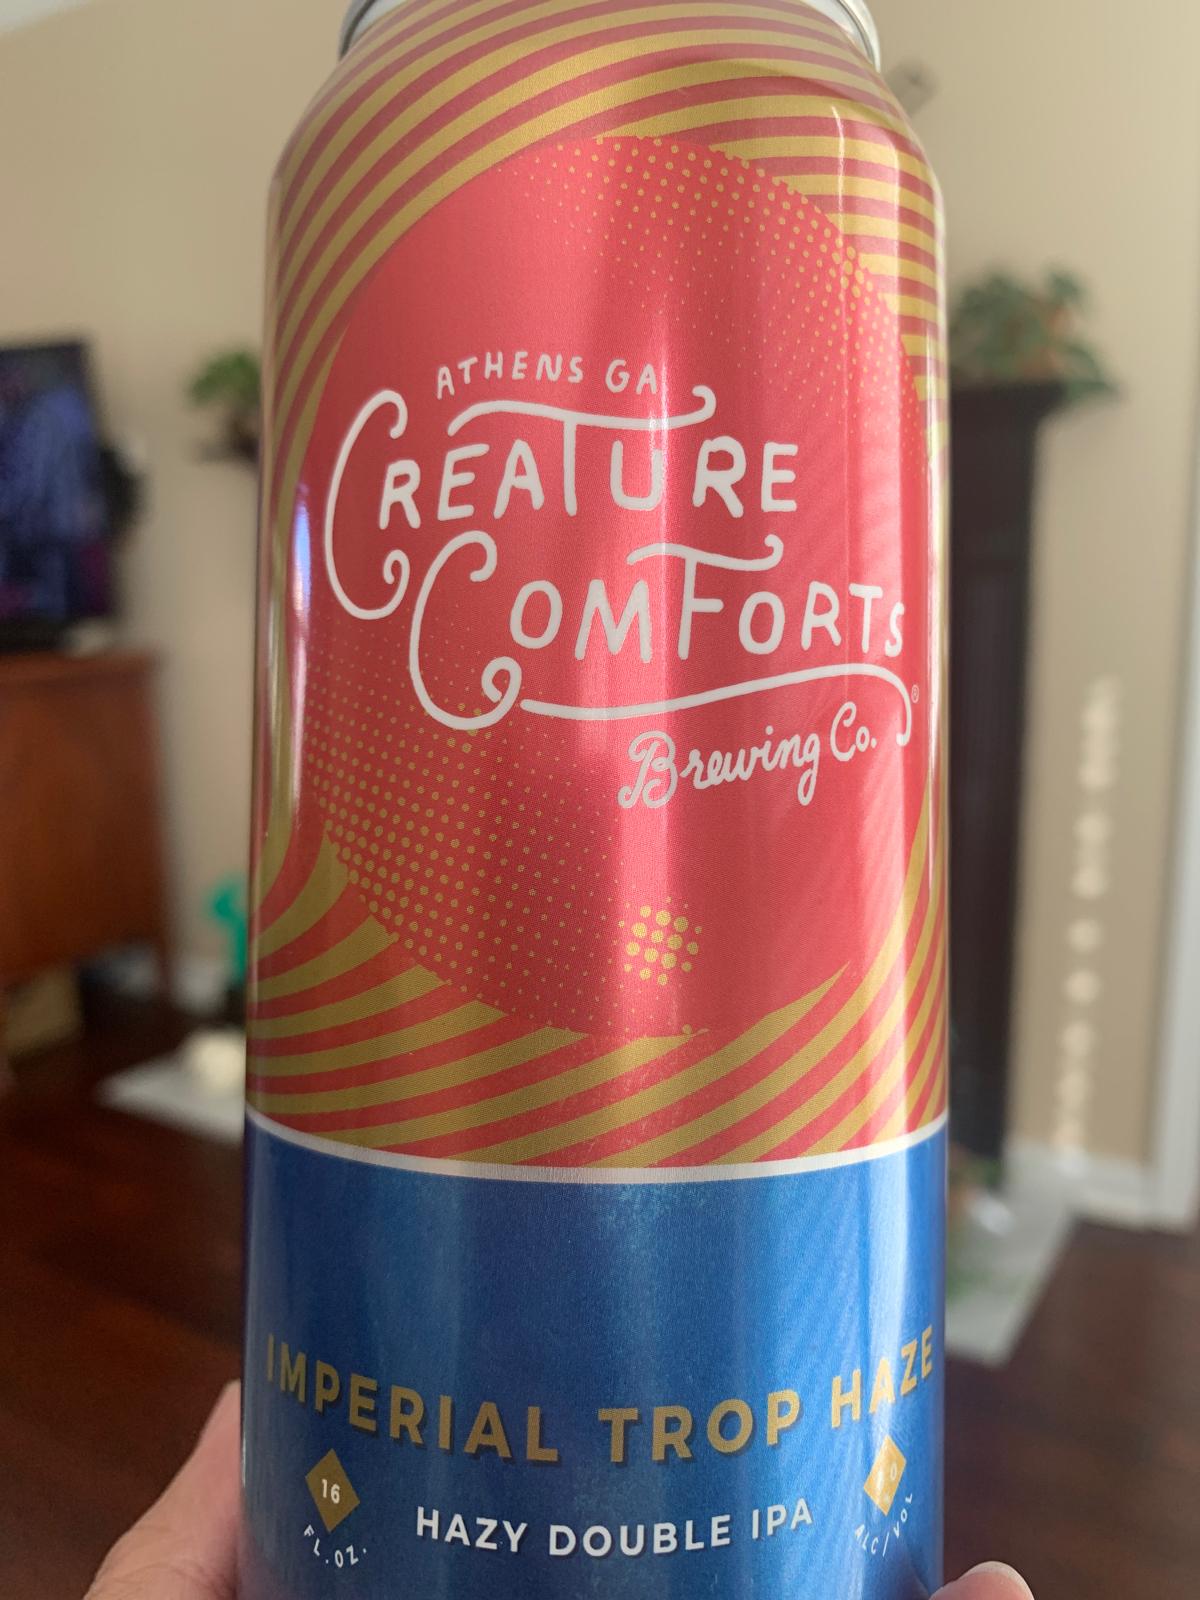 ATHENS GA
CREATURE
COMFORTS®
Brewing Co.
IMPERIAL TROP HAZE
16
FL.OZ.
HAZY DOUBLE IPA
ALC/VOL